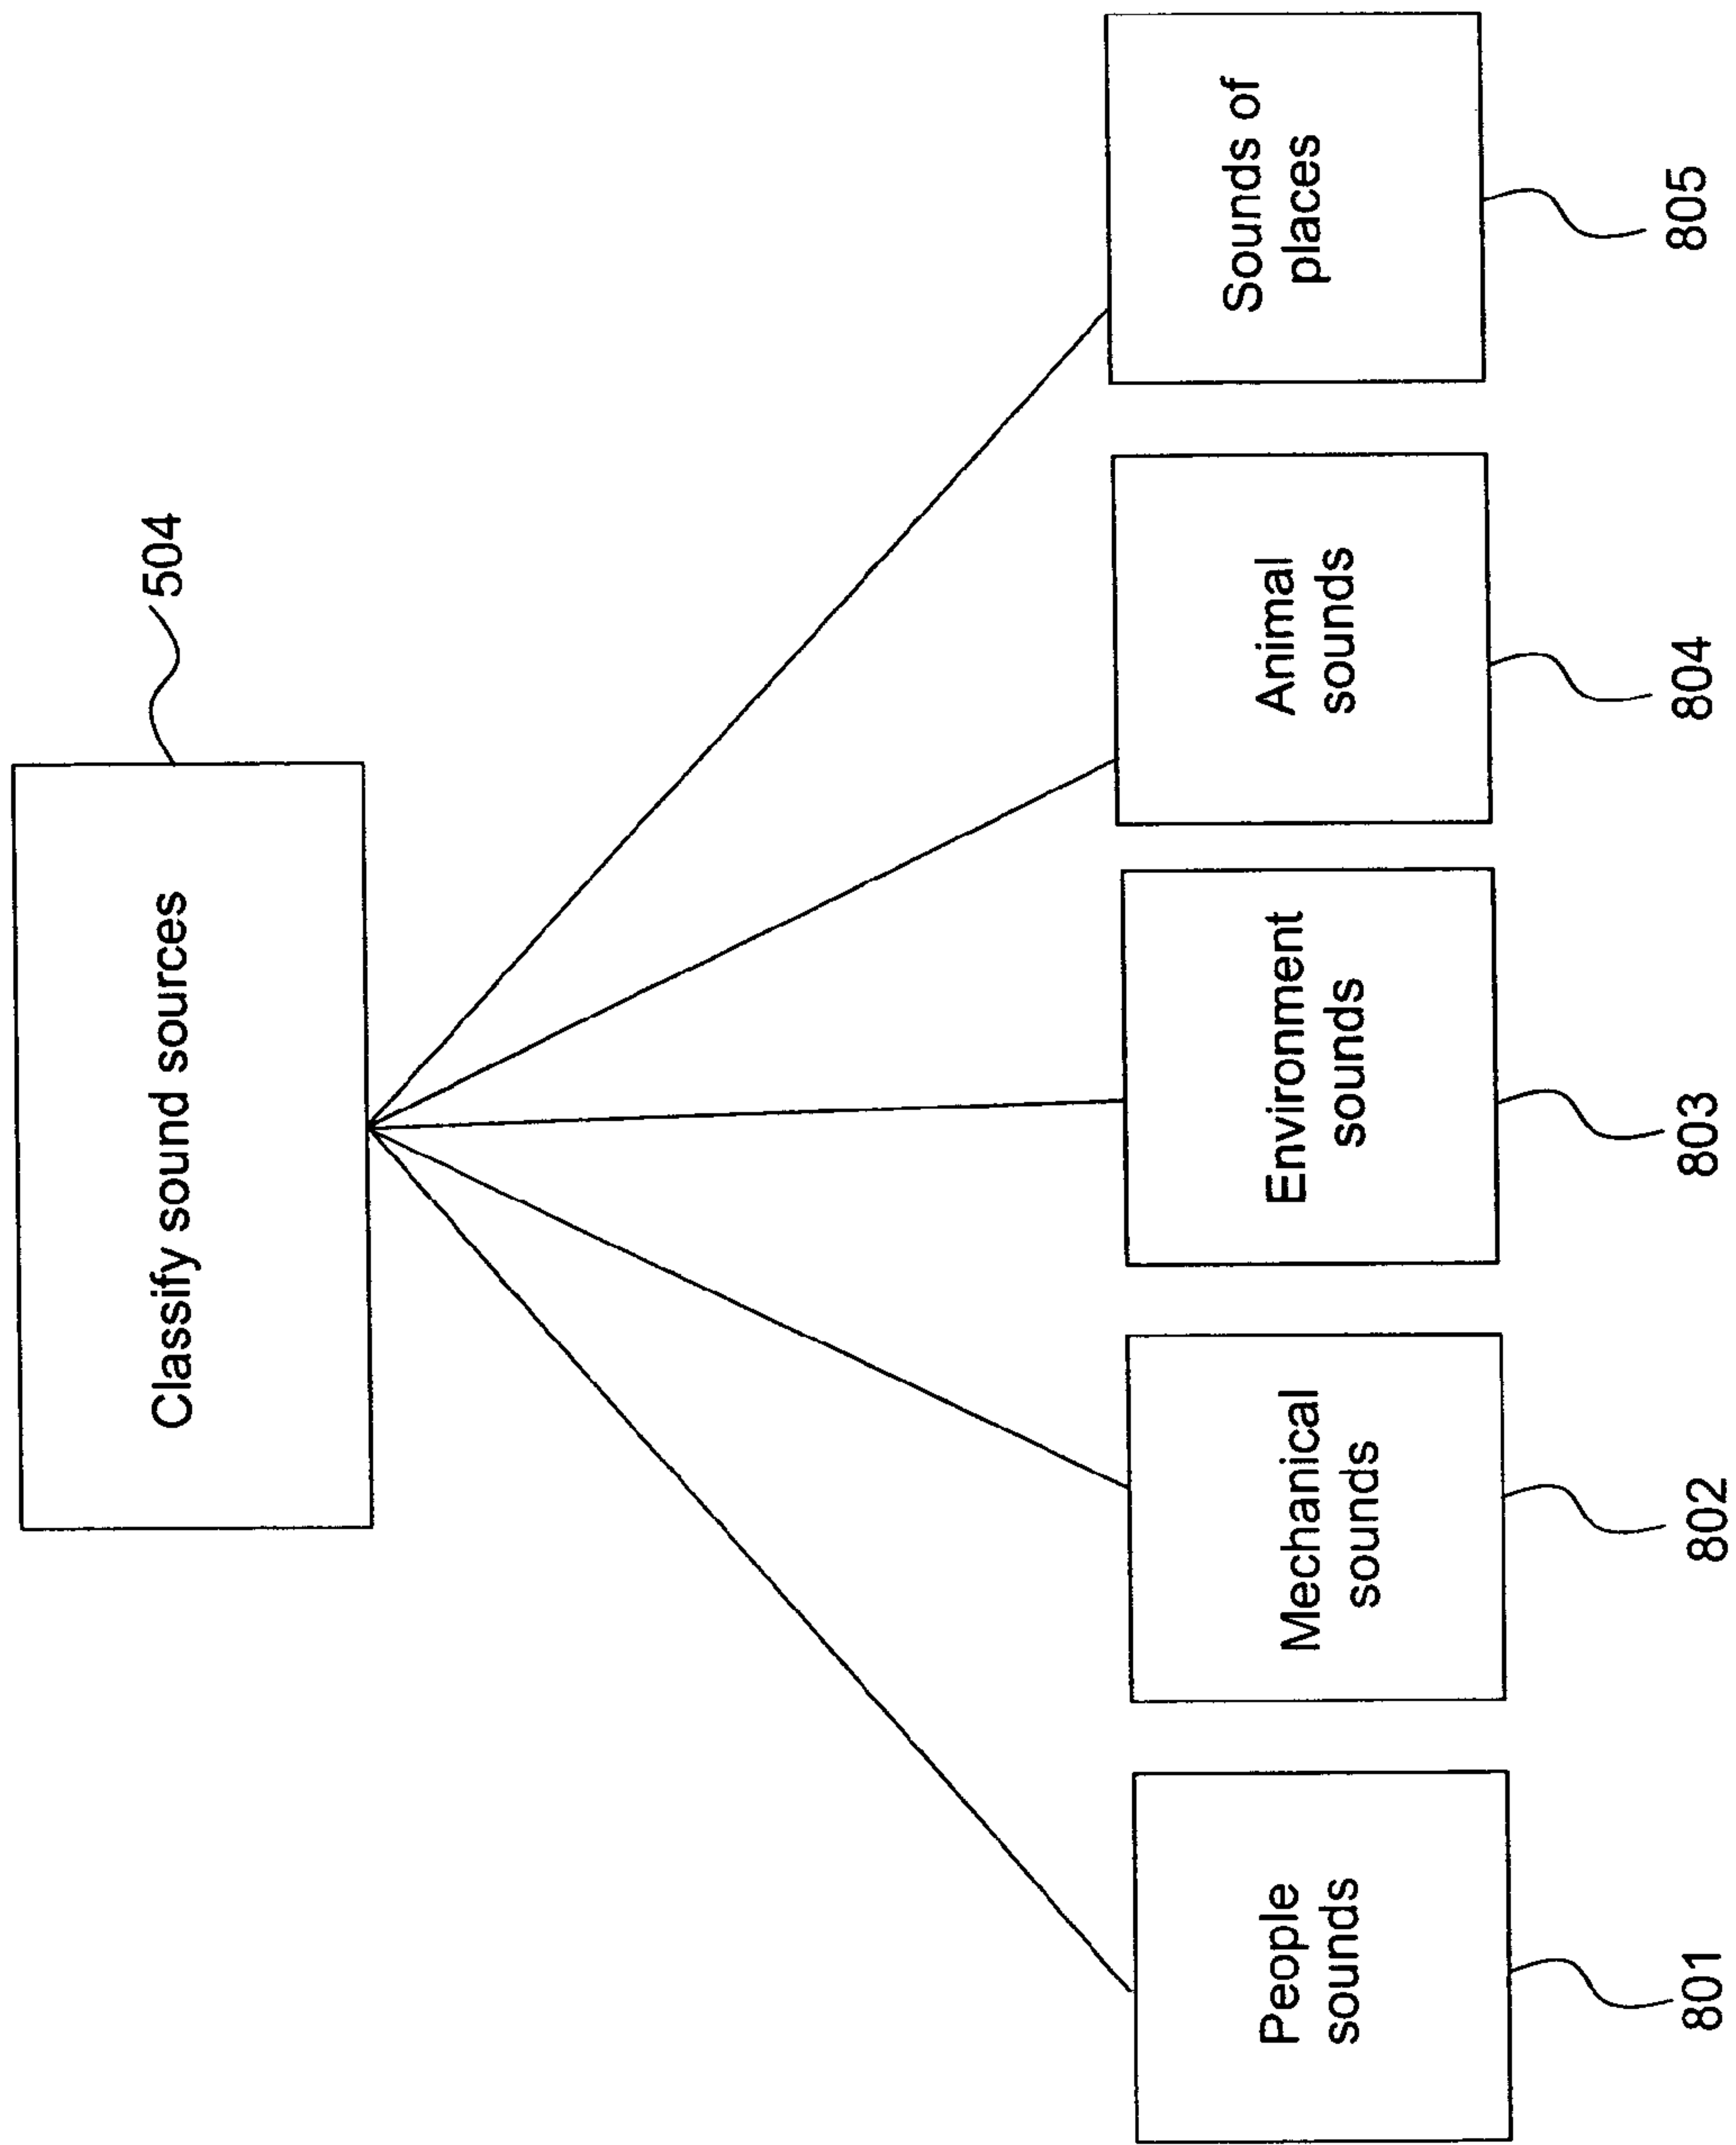 Classify sound sources
504
People
sounds
Mechanical
sounds
Environment
sounds
Animal
sounds
Sounds of
places
801
802
803
804
805